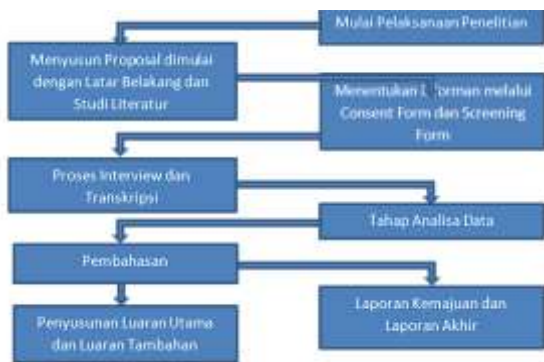 Mulai Pelaksanaan Penelitian
Menyusun Proposal dimulai
dengan Latar Belakang dan
Studi Literatur
Menentukan Informan melalui
Consent Form dan Screening
Form
Proses Interview dan
Transkripsi
Tahap Analisa Data
Pembahasan
Laporan Kemajuan dan
Laporan Akhir
Penyusunan Luaran Utama
dan Luaran Tambahan